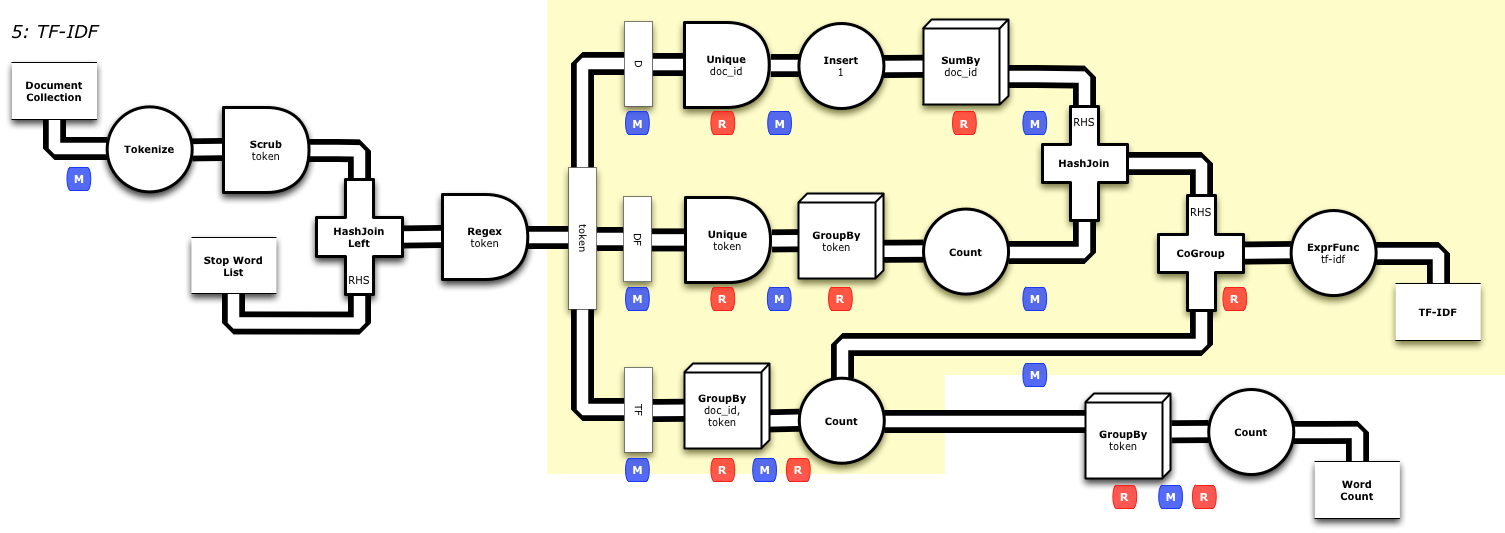 5: TF-IDF
Document
Collection
M
Tokenize
Scrub
token
Stop Word
List
HashJoin
Left
RHS
Regex
token
token
D
M
Unique
doc_id
R
M
Insert
1
SumBy
doc_id
R
M
RHS
HashJoin
DF
M
Unique
token
R
M
GroupBy
token
R
Count
M
RHS
CoGroup
R
ExprFunc
tf-idf
TF-IDF
TF
M
GroupBy
doc_id,
token
R
M
R
Count
M
GroupBy
token
R
M
R
Count
Word
Count